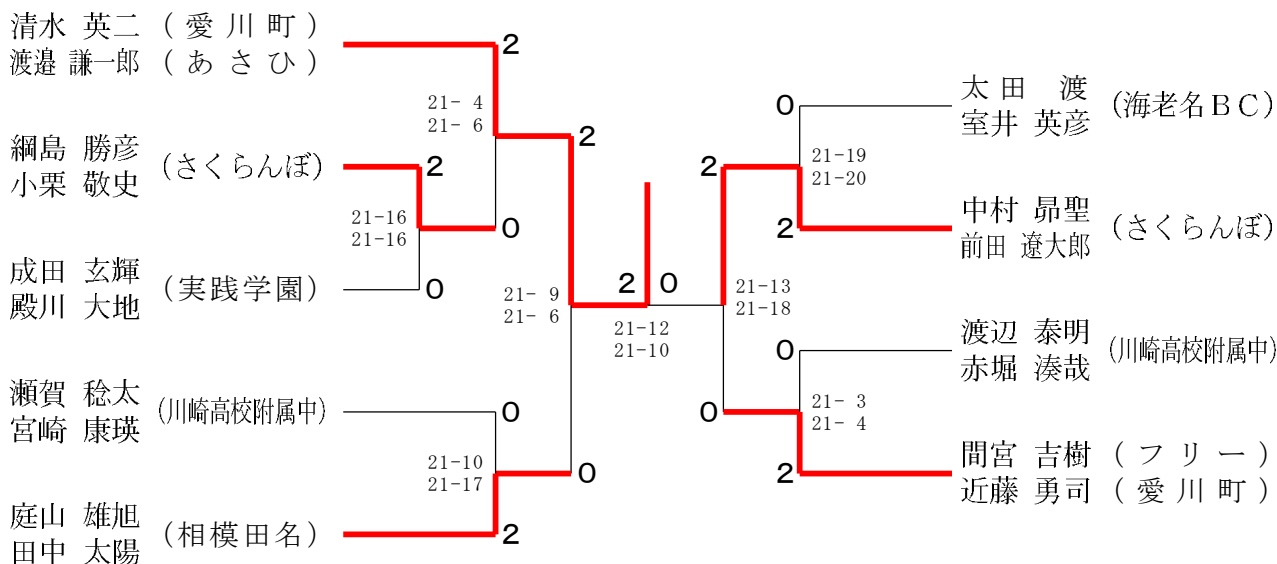 清水 英二 (愛川町)
渡邉 謙一郎 (あさひ)
2
21- 4
21- 6
2
綱島 勝彦 (さくらんぼ)
小栗 敬史
2
21-16
21-16
0
成田 玄輝 (実践学園)
殿川 大地
0
21- 9
21- 6
瀬賀 稔太 (川崎高校附属中)
宮崎 康瑛
0
21-10
21-17
0
庭山 雄旭 (相模田名)
田中 太陽
2
2 0
21-12
21-10
太田 渡 (海老名BC)
室井 英彦
0
2
21-19
21-20
中村 昴聖 (さくらんぼ)
前田 遼大郎
2
21-13
21-18
渡辺 泰明 (川崎高校附属中)
赤堀 湊哉
0
0
21- 3
21- 4
間宮 吉樹 (フリー)
近藤 勇司 (愛川町)
2